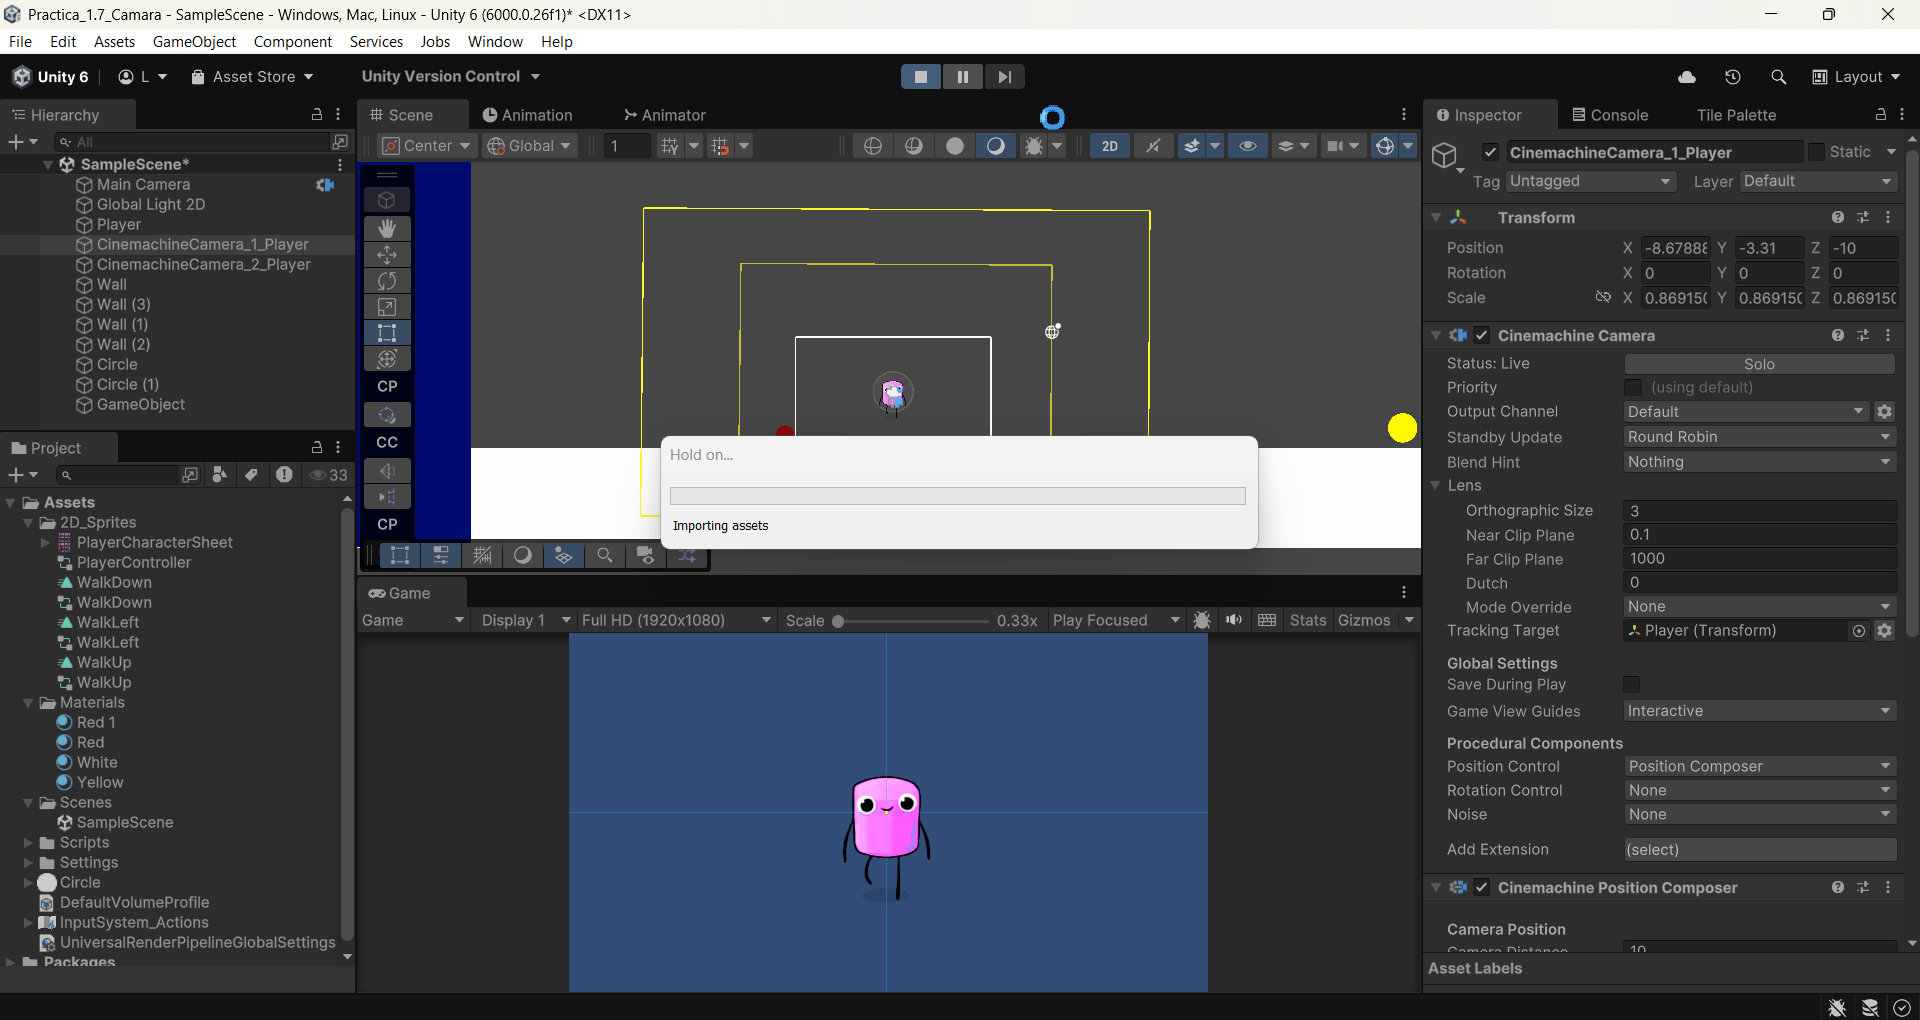 Practica_1.7_Camara - SampleScene - Windows, Mac, Linux - Unity 6 (6000.0.26f1)* <DX11>
File Edit Assets GameObject Component Services Jobs Window Help
Unity 6 L Asset Store Unity Version Control Layout
Hierarchy
All
SampleScene*
Main Camera
Global Light 2D
Player
CinemachineCamera_1_Player
CinemachineCamera_2_Player
Wall
Wall (3)
Wall (1)
Wall (2)
Circle
Circle (1)
GameObject
Project
33
Assets
2D_Sprites
PlayerCharacterSheet
PlayerController
WalkDown
WalkDown
WalkLeft
WalkLeft
WalkUp
WalkUp
Materials
Red 1
Red
White
Yellow
Scenes
SampleScene
Scripts
Settings
Circle
DefaultVolumeProfile
InputSystem_Actions
UniversalRenderPipelineGlobalSettings
Packages
Scene Animation Animator
Center Global 1 2D
CP
CC
CP
Hold on...
Importing assets
Game
Game Display 1 Full HD (1920x1080) Scale 0.33x Play Focused Stats Gizmos
Inspector Console Tile Palette
CinemachineCamera_1_Player Static
Tag Untagged Layer Default
Transform
Position X -8.67888 Y -3.31 Z -10
Rotation X 0 Y 0 Z 0
Scale X 0.86915( Y 0.86915( Z 0.86915(
Cinemachine Camera
Status: Live Solo
Priority (using default)
Output Channel Default
Standby Update Round Robin
Blend Hint Nothing
Lens
Orthographic Size 3
Near Clip Plane 0.1
Far Clip Plane 1000
Dutch 0
Mode Override None
Tracking Target Player (Transform)
Global Settings
Save During Play
Game View Guides Interactive
Procedural Components
Position Control Position Composer
Rotation Control None
Noise None
Add Extension (select)
Cinemachine Position Composer
Camera Position
Camera Distance 10
Asset Labels